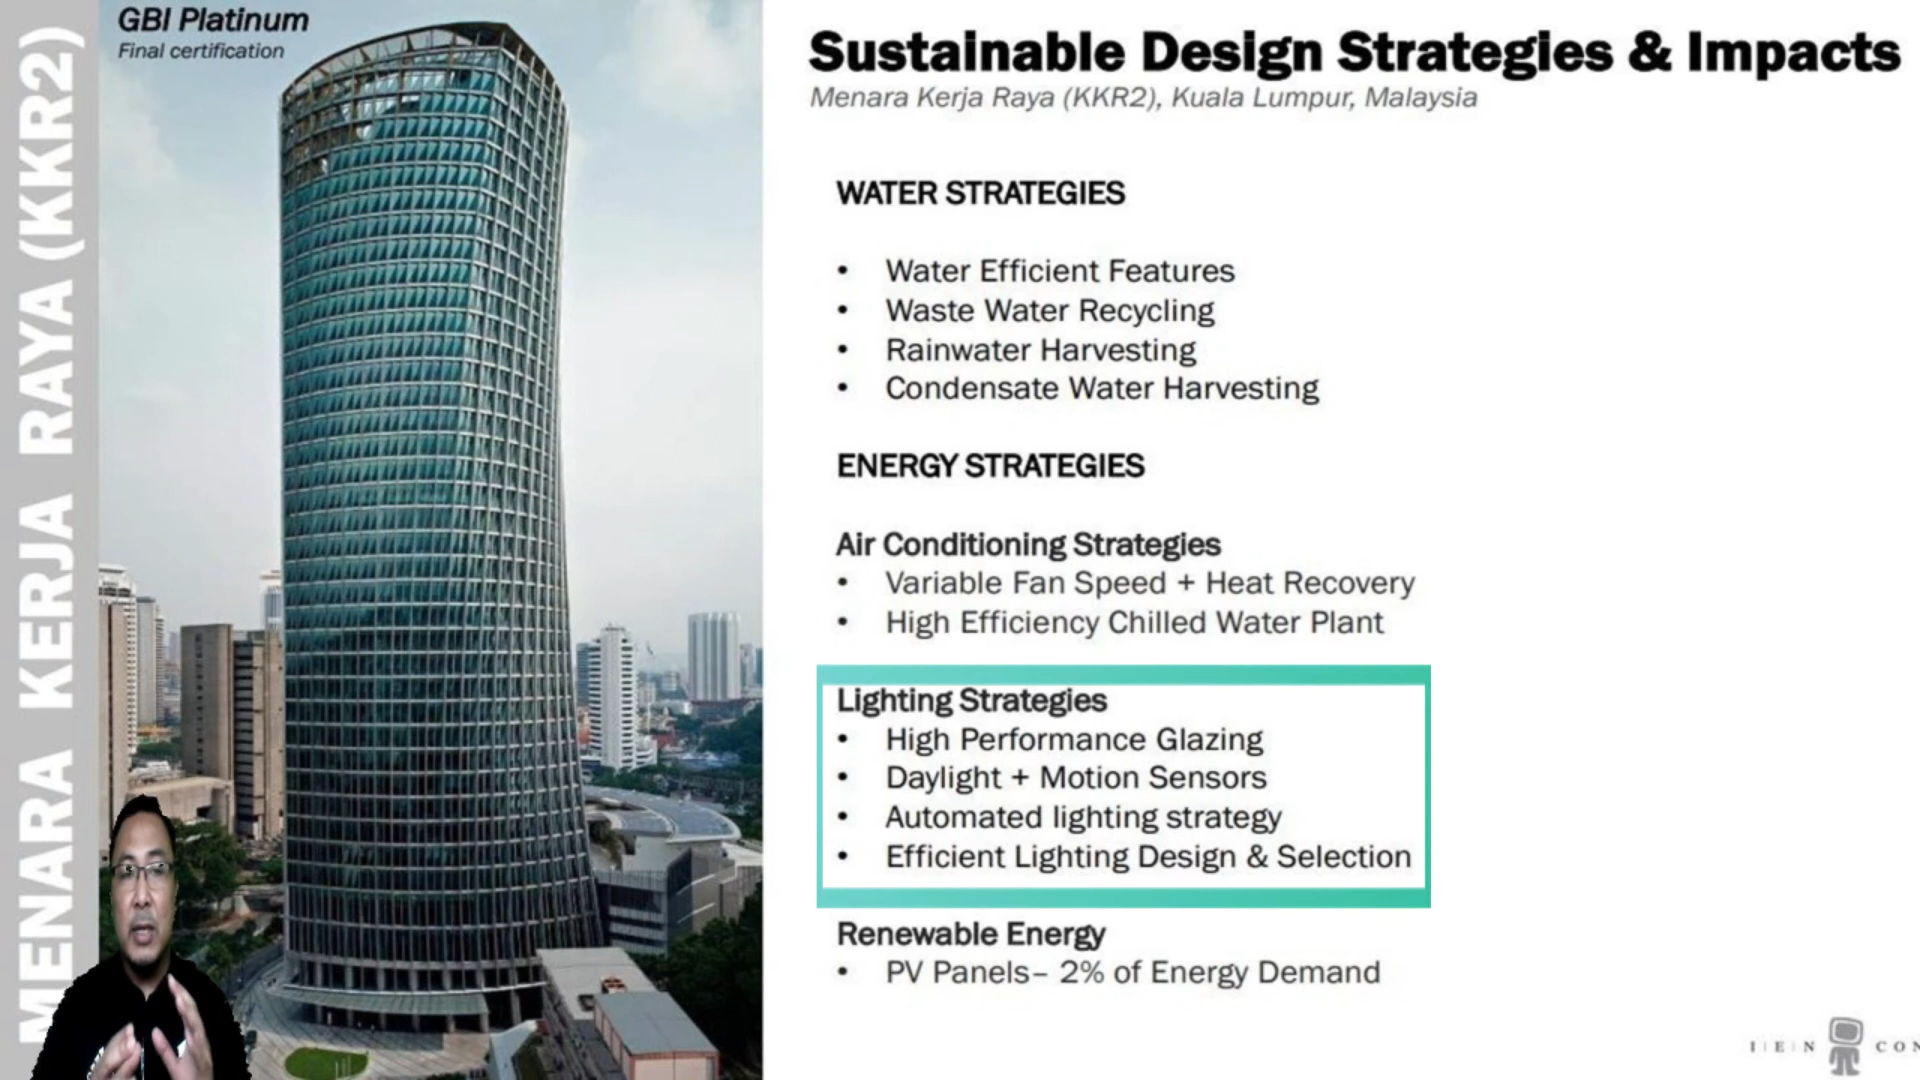 GBI Platinum
Final certification
MENARA KERJA RAYA (KKR2)
Sustainable Design Strategies & Impacts
Menara Kerja Raya (KKR2), Kuala Lumpur, Malaysia
WATER STRATEGIES
• Water Efficient Features
• Waste Water Recycling
• Rainwater Harvesting
• Condensate Water Harvesting
ENERGY STRATEGIES
Air Conditioning Strategies
• Variable Fan Speed + Heat Recovery
• High Efficiency Chilled Water Plant
Lighting Strategies
• High Performance Glazing
• Daylight + Motion Sensors
• Automated lighting strategy
• Efficient Lighting Design & Selection
Renewable Energy
• PV Panels– 2% of Energy Demand
I|E|N CON